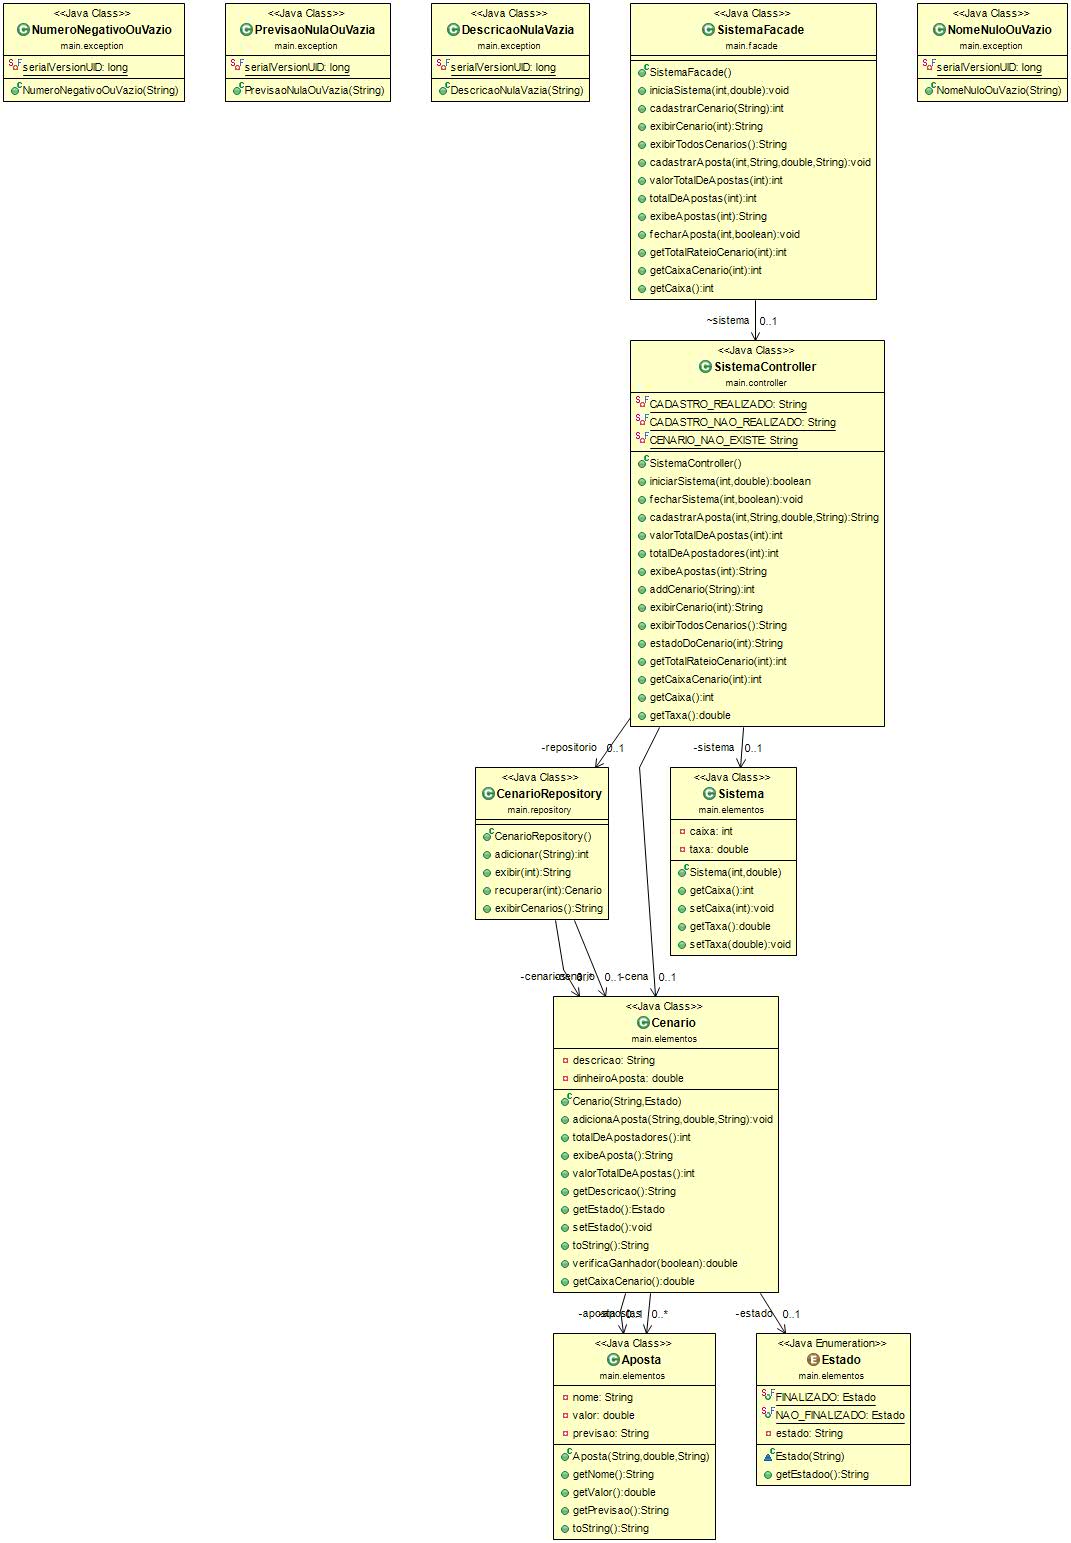 <<Java Class>>
NumeroNegativoOuVazio
main.exception
serialVersionUID: long
NumeroNegativoOuVazio(String)
<<Java Class>>
PrevisaoNulaOuVazia
main.exception
serialVersionUID: long
PrevisaoNulaOuVazia(String)
<<Java Class>>
DescricaoNulaVazia
main.exception
serialVersionUID: long
DescricaoNulaVazia(String)
<<Java Class>>
SistemaFacade
main.facade
SistemaFacade()
iniciaSistema(int,double):void
cadastrarCenario(String):int
exibirCenario(int):String
exibirTodosCenarios():String
cadastrarAposta(int,String,double,String):void
valorTotalDeApostas(int):int
totalDeApostas(int):int
exibeApostas(int):String
fecharAposta(int,boolean):void
getTotalRateioCenario(int):int
getCaixaCenario(int):int
getCaixa():int
<<Java Class>>
NomeNuloOuVazio
main.exception
serialVersionUID: long
NomeNuloOuVazio(String)
~sistema 0..1
<<Java Class>>
SistemaController
main.controller
CADASTRO_REALIZADO: String
CADASTRO_NAO_REALIZADO: String
CENARIO_NAO_EXISTE: String
SistemaController()
iniciarSistema(int,double):boolean
fecharSistema(int,boolean):void
cadastrarAposta(int,String,double,String):String
valorTotalDeApostas(int):int
totalDeApostadores(int):int
exibeApostas(int):String
addCenario(String):int
exibirCenario(int):String
exibirTodosCenarios():String
estadoDoCenario(int):String
getTotalRateioCenario(int):int
getCaixaCenario(int):int
getCaixa():int
getTaxa():double
-repositorio 0..1
-sistema 0..1
<<Java Class>>
CenarioRepository
main.repository
CenarioRepository()
adicionar(String):int
exibir(int):String
recuperar(int):Cenario
exibirCenarios():String
<<Java Class>>
Sistema
main.elementos
caixa: int
taxa: double
Sistema(int,double)
getCaixa():int
setCaixa(int):void
getTaxa():double
setTaxa(double):void
-cenarios 0..*
-cenario 0..1
-cena 0..1
<<Java Class>>
Cenario
main.elementos
descricao: String
dinheiroAposta: double
Cenario(String,Estado)
adicionaAposta(String,double,String):void
totalDeApostadores():int
exibeAposta():String
valorTotalDeApostas():int
getDescricao():String
getEstado():Estado
setEstado():void
toString():String
verificaGanhador(boolean):double
getCaixaCenario():double
-aposta 0..1
-apostas 0..*
-estado 0..1
<<Java Class>>
Aposta
main.elementos
nome: String
valor: double
previsao: String
Aposta(String,double,String)
getNome():String
getValor():double
getPrevisao():String
toString():String
<<Java Enumeration>>
Estado
main.elementos
FINALIZADO: Estado
NAO_FINALIZADO: Estado
estado: String
Estado(String)
getEstadoo():String